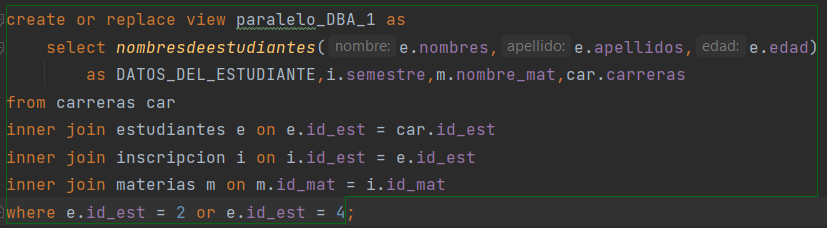 create or replace view paralelo_DBA_1 as
select nombresdeestudiantes( nombre: e.nombres, apellido: e.apellidos, edad: e.edad)
as DATOS_DEL_ESTUDIANTE,i.semestre,m.nombre_mat,car.carreras
from carreras car
inner join estudiantes e on e.id_est = car.id_est
inner join inscripcion i on i.id_est = e.id_est
inner join materias m on m.id_mat = i.id_mat
where e.id_est = 2 or e.id_est = 4;